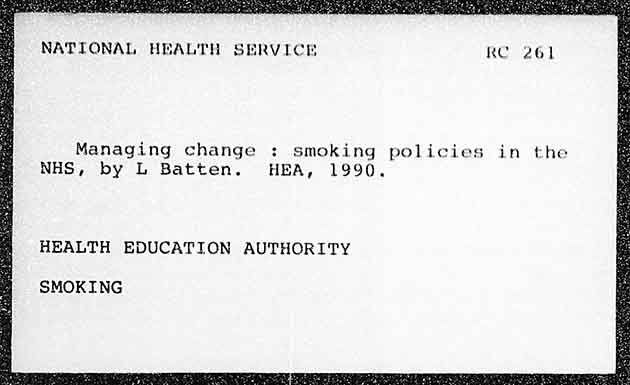 NATIONAL HEALTH SERVICE RC 261
Managing change : smoking policies in the
NHS, by L Batten. HEA, 1990.
HEALTH EDUCATION AUTHORITY
SMOKING